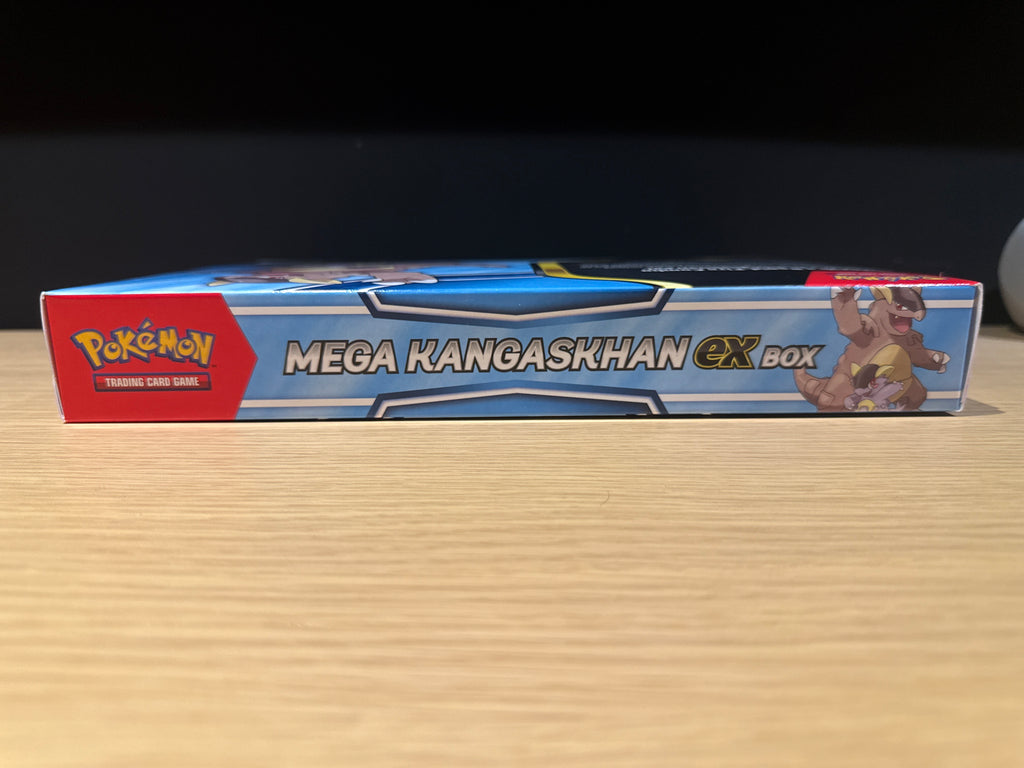 POKéMON
TRADING CARD GAME
MEGA KANGASKHAN ex BOX